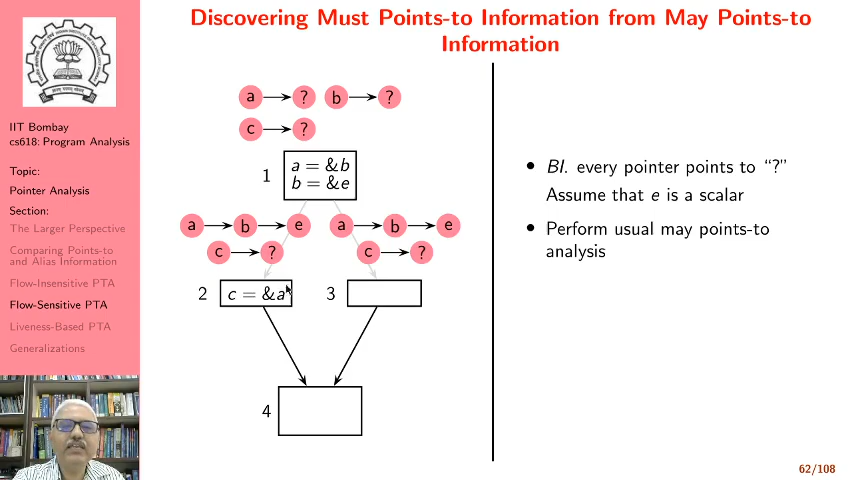 Discovering Must Points-to Information from May Points-to
Information
IIT Bombay
cs618: Program Analysis
Topic:
Pointer Analysis
Section:
The Larger Perspective
Comparing Points-to
and Alias Information
Flow-Insensitive PTA
Flow-Sensitive PTA
Liveness-Based PTA
Generalizations
a ? b ?
c ?
1 a = &b
b = &e
a b e a b e
c ? c ?
2 c = &a 3
4
• BI. every pointer points to “?”
Assume that e is a scalar
• Perform usual may points-to
analysis
62/108